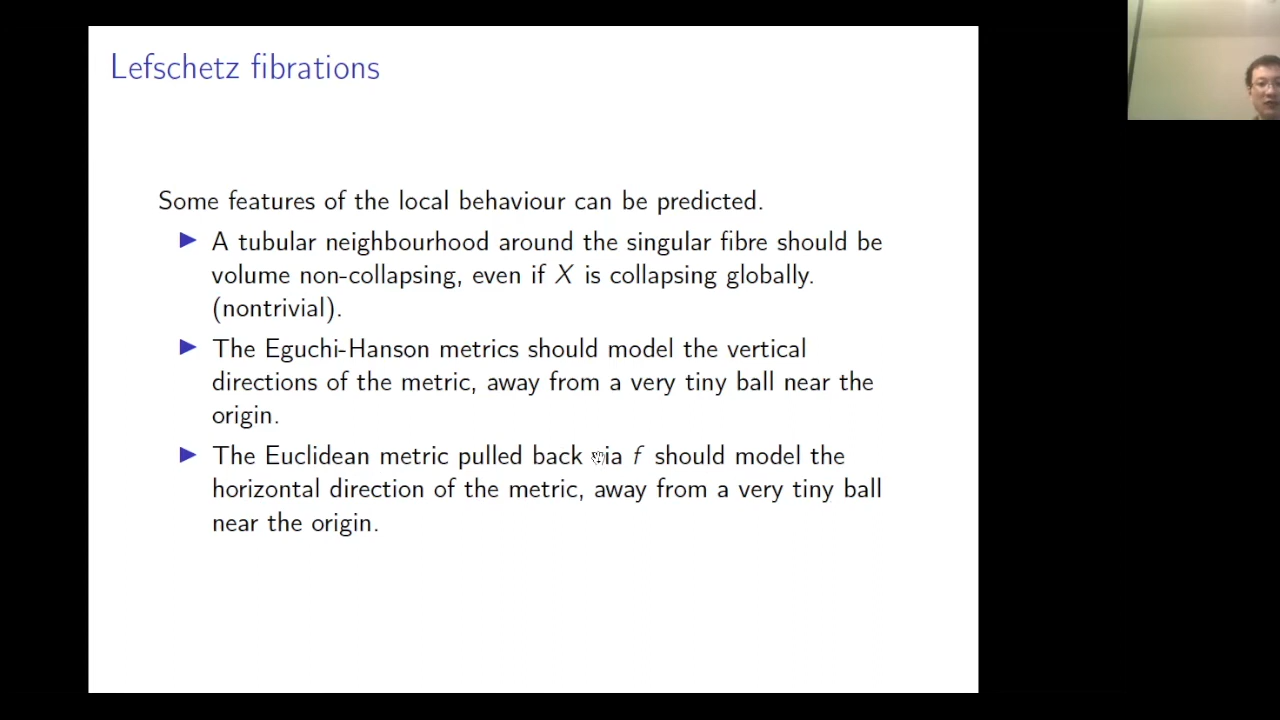 Lefschetz fibrations
Some features of the local behaviour can be predicted.
A tubular neighbourhood around the singular fibre should be
volume non-collapsing, even if X is collapsing globally.
(nontrivial).
The Eguchi-Hanson metrics should model the vertical
directions of the metric, away from a very tiny ball near the
origin.
The Euclidean metric pulled back via f should model the
horizontal direction of the metric, away from a very tiny ball
near the origin.